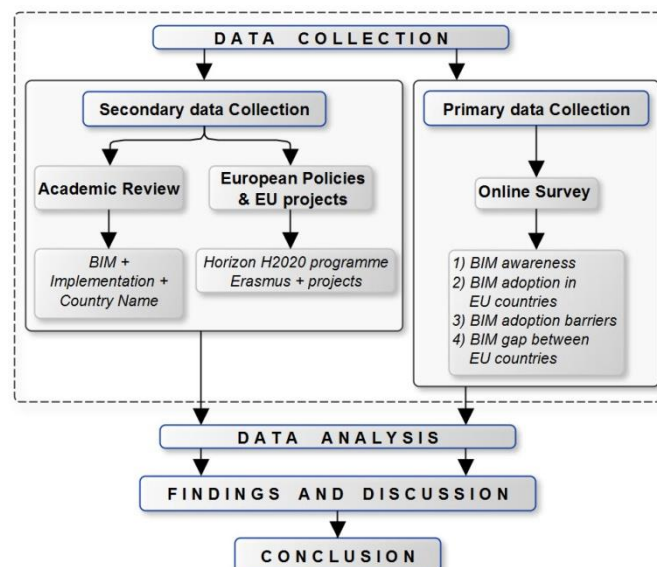 DATA COLLECTION
Secondary data Collection
Academic Review
BIM +
Implementation +
Country Name
European Policies
& EU projects
Horizon H2020 programme
Erasmus + projects
Primary data Collection
Online Survey
1) BIM awareness
2) BIM adoption in
EU countries
3) BIM adoption barriers
4) BIM gap between
EU countries
DATA ANALYSIS
FINDINGS AND DISCUSSION
CONCLUSION